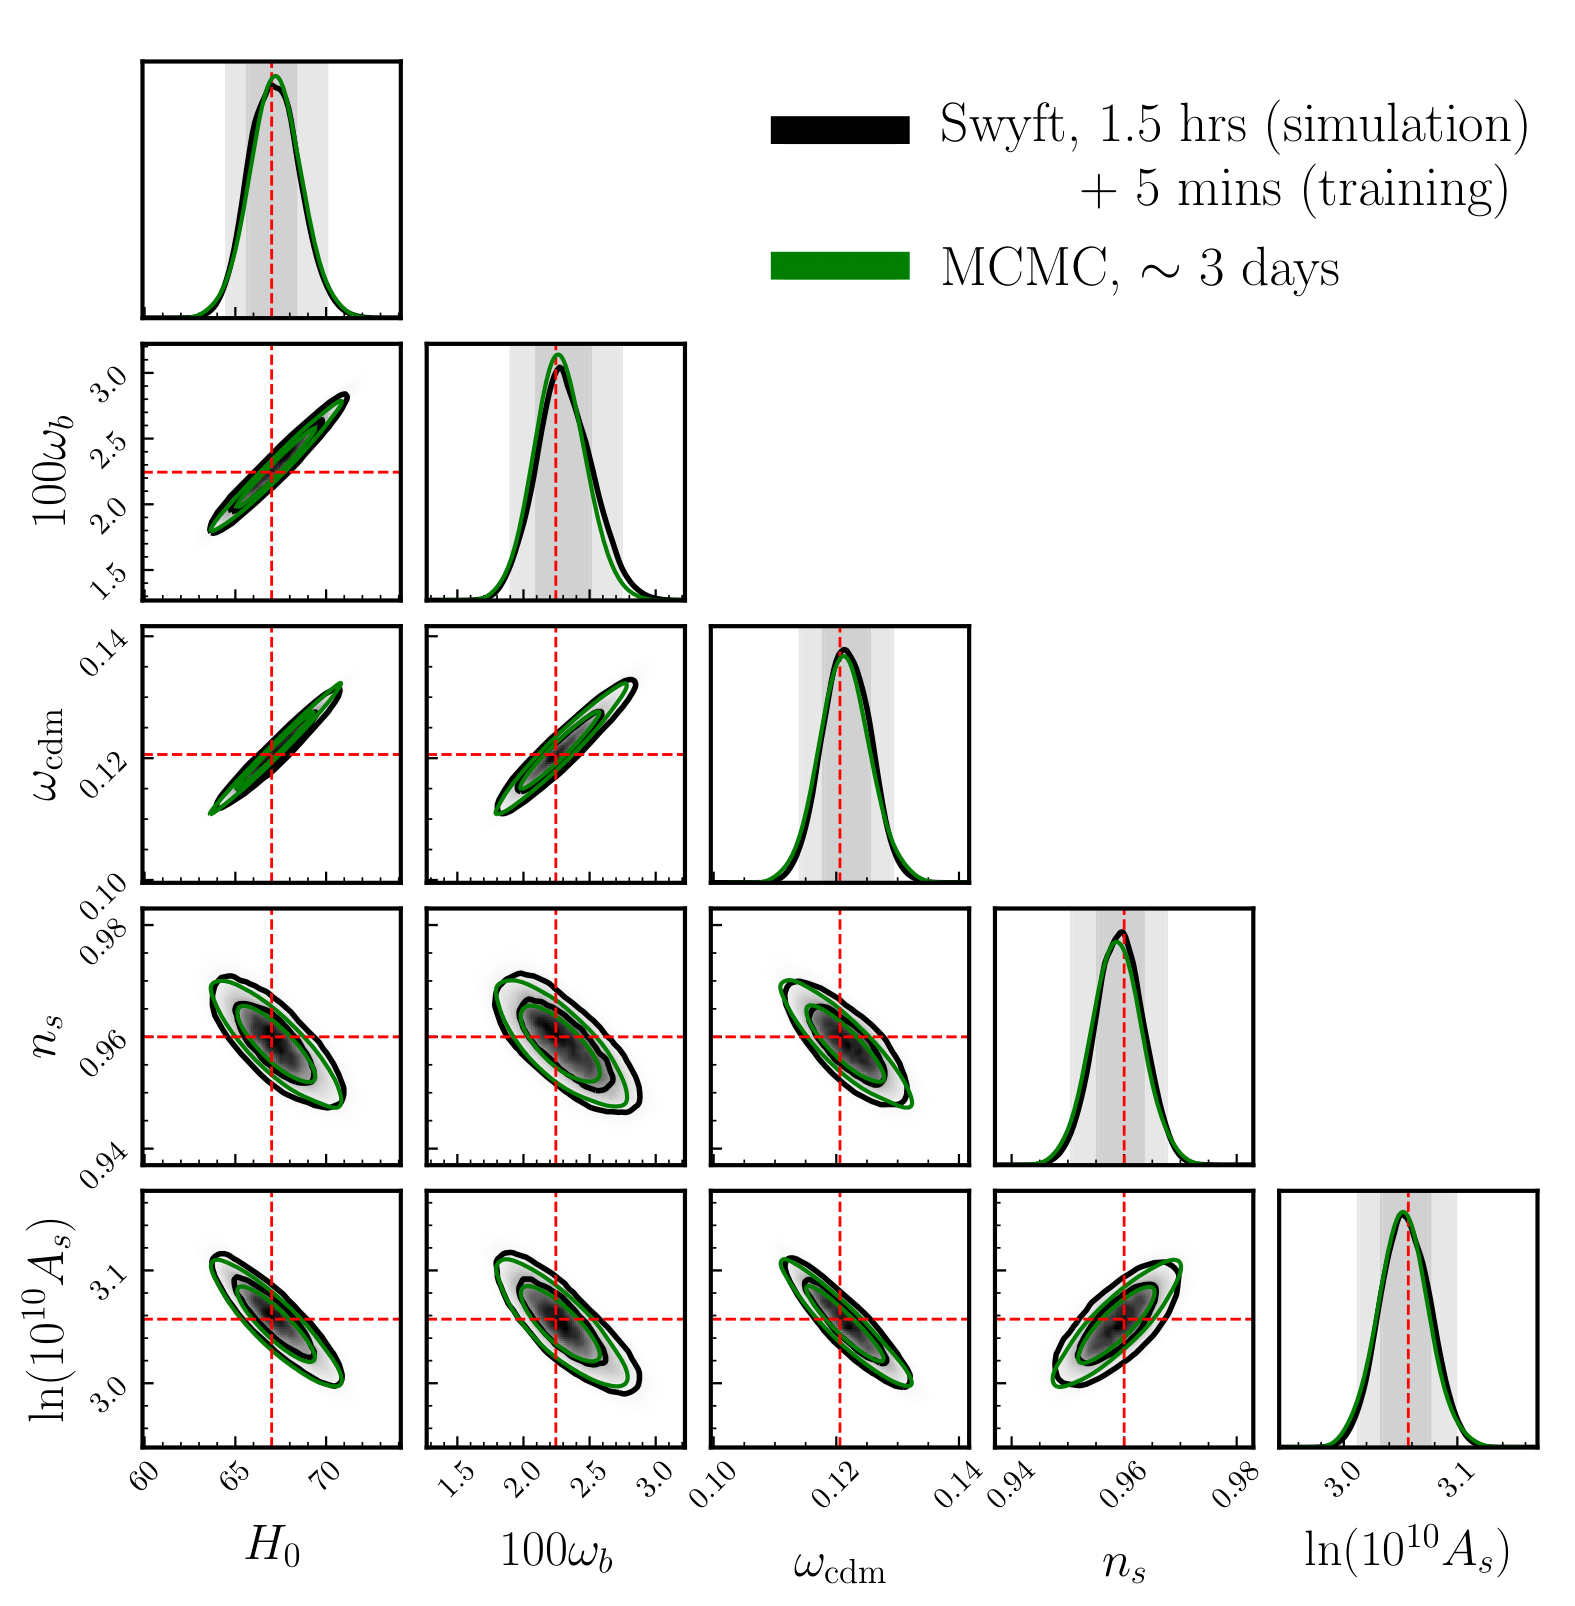 Swyft, 1.5 hrs (simulation)
+ 5 mins (training)
MCMC, ∼ 3 days
100ω_b
3.0
2.5
2.0
1.5
ω_cdm
0.14
0.12
0.10
n_s
0.98
0.96
0.94
ln(10^10 A_s)
3.1
3.0
60 65 70 1.5 2.0 2.5 3.0 0.10 0.12 0.14 0.94 0.96 0.98 3.0 3.1
H_0 100ω_b ω_cdm n_s ln(10^10 A_s)